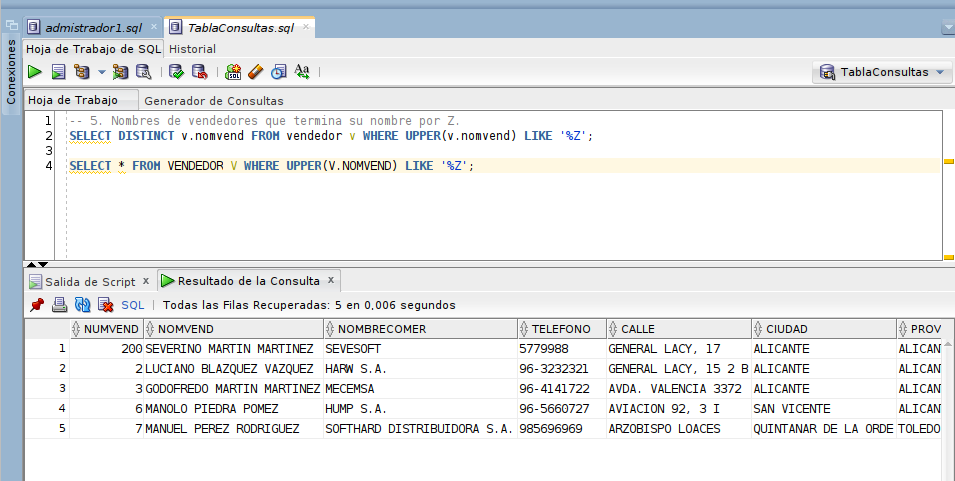 admistrador1.sql × TablaConsultas.sql ×
Conexiones
Hoja de Trabajo de SQL Historial
SQL Aa TablaConsultas
Hoja de Trabajo Generador de Consultas
1 -- 5. Nombres de vendedores que termina su nombre por Z.
2 SELECT DISTINCT v.nomvend FROM vendedor v WHERE UPPER(v.nomvend) LIKE '%Z';
3
4 SELECT * FROM VENDEDOR V WHERE UPPER(V.NOMVEND) LIKE '%Z';
Salida de Script x Resultado de la Consulta x
SQL | Todas las Filas Recuperadas: 5 en 0,006 segundos
NUMVEND NOMVEND NOMBRECOMER TELEFONO CALLE CIUDAD PROV
1 200 SEVERINO MARTIN MARTINEZ SEVESOFT 5779988 GENERAL LACY, 17 ALICANTE ALICAN
2 2 LUCIANO BLAZQUEZ VAZQUEZ HARW S.A. 96-3232321 GENERAL LACY, 15 2 B ALICANTE ALICAN
3 3 GODOFREDO MARTIN MARTINEZ MECEMSA 96-4141722 AVDA. VALENCIA 3372 ALICANTE ALICAN
4 6 MANOLO PIEDRA POMEZ HUMP S.A. 96-5660727 AVIACION 92, 3 I SAN VICENTE ALICAN
5 7 MANUEL PEREZ RODRIGUEZ SOFTHARD DISTRIBUIDORA S.A. 985696969 ARZOBISPO LOACES QUINTANAR DE LA ORDE TOLEDO